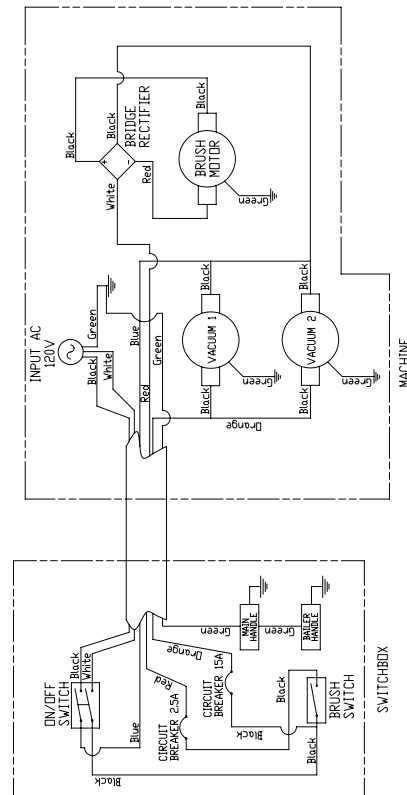 INPUT AC
120V
Black
White
Green
Black
Black
White
BRIDGE
RECTIFIER
+
-
Red
Black
BRUSH
MOTOR
Green
Blue
Red
Green
Black
Black
VACUUM 1
VACUUM 2
Black
Black
Green
Green
Orange
MACHINE
ON/OFF
SWITCH
Black
White
Blue
Black
Orange
Red
CIRCUIT
BREAKER 2.5A
CIRCUIT
BREAKER
15A
Green
MAIN
HANDLE
Green
BAILER
HANDLE
Black
Black
Black
BRUSH
SWITCH
SWITCHBOX